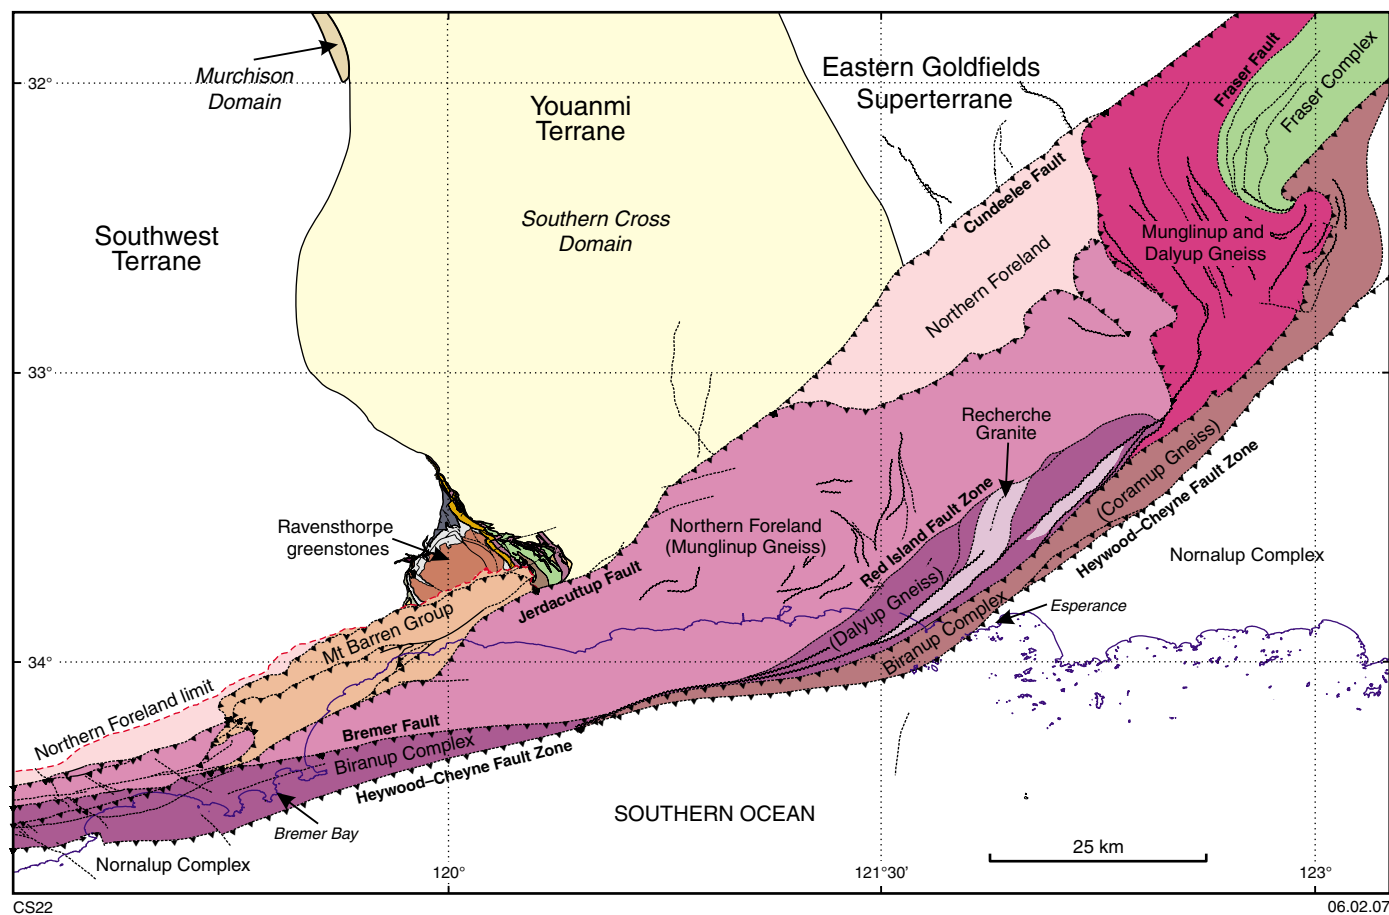 Murchison
Domain
Youanmi
Terrane
Eastern Goldfields
Superterrane
Fraser Fault
Fraser Complex
32°
Cundeelee Fault
Southern Cross
Domain
Southwest
Terrane
Munglinup and
Dalyup Gneiss
Northern Foreland
33°
Recherche
Granite
(Coramup Gneiss)
Heywood–Cheyne Fault Zone
Ravensthorpe
greenstones
Northern Foreland
(Munglinup Gneiss)
Red Island Fault Zone
Nornalup Complex
Jerdacuttup Fault
(Dalyup Gneiss)
Biranup Complex
Esperance
Mt Barren Group
34°
Northern Foreland limit
Bremer Fault
Biranup Complex
Heywood–Cheyne Fault Zone
SOUTHERN OCEAN
Bremer Bay
Nornalup Complex
25 km
120°
121°30'
123°
CS22
06.02.07